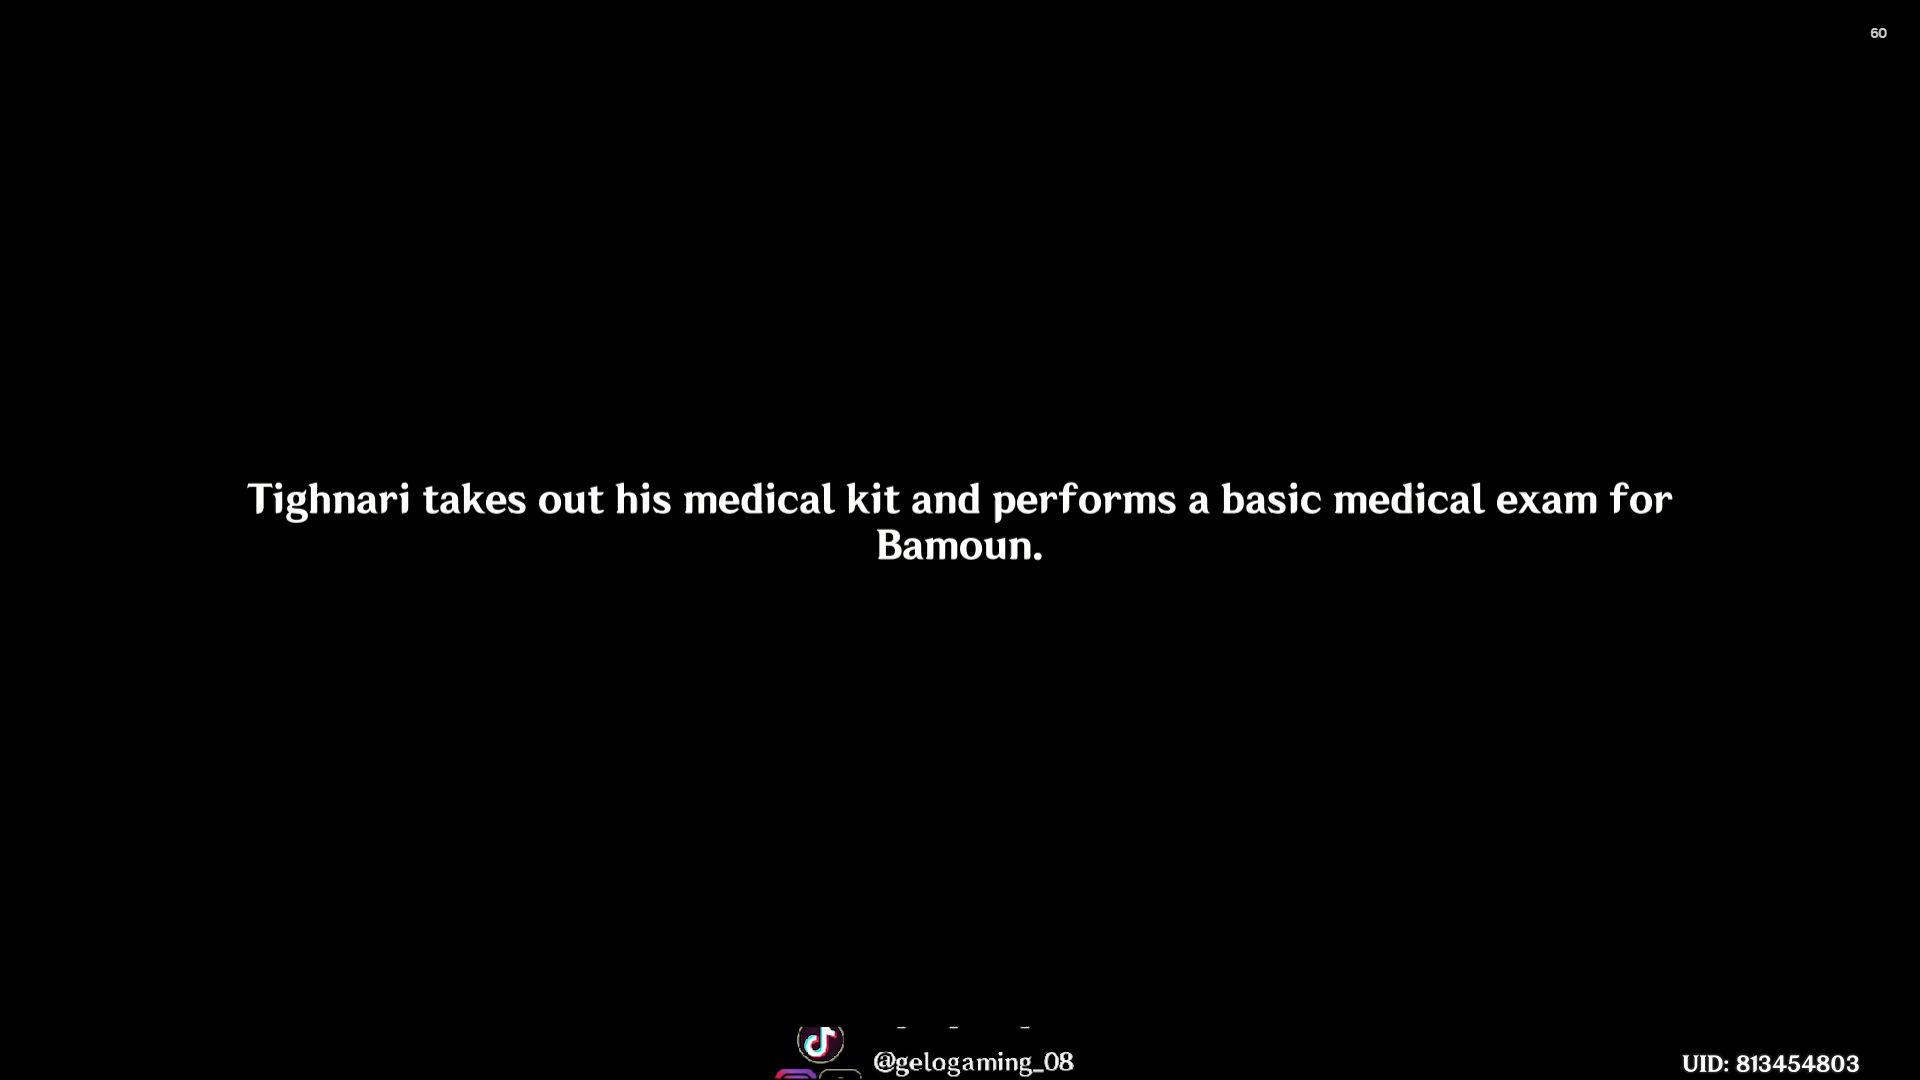 60
Tighnari takes out his medical kit and performs a basic medical exam for
Bamoun.
@gelogaming_08
UID: 813454803